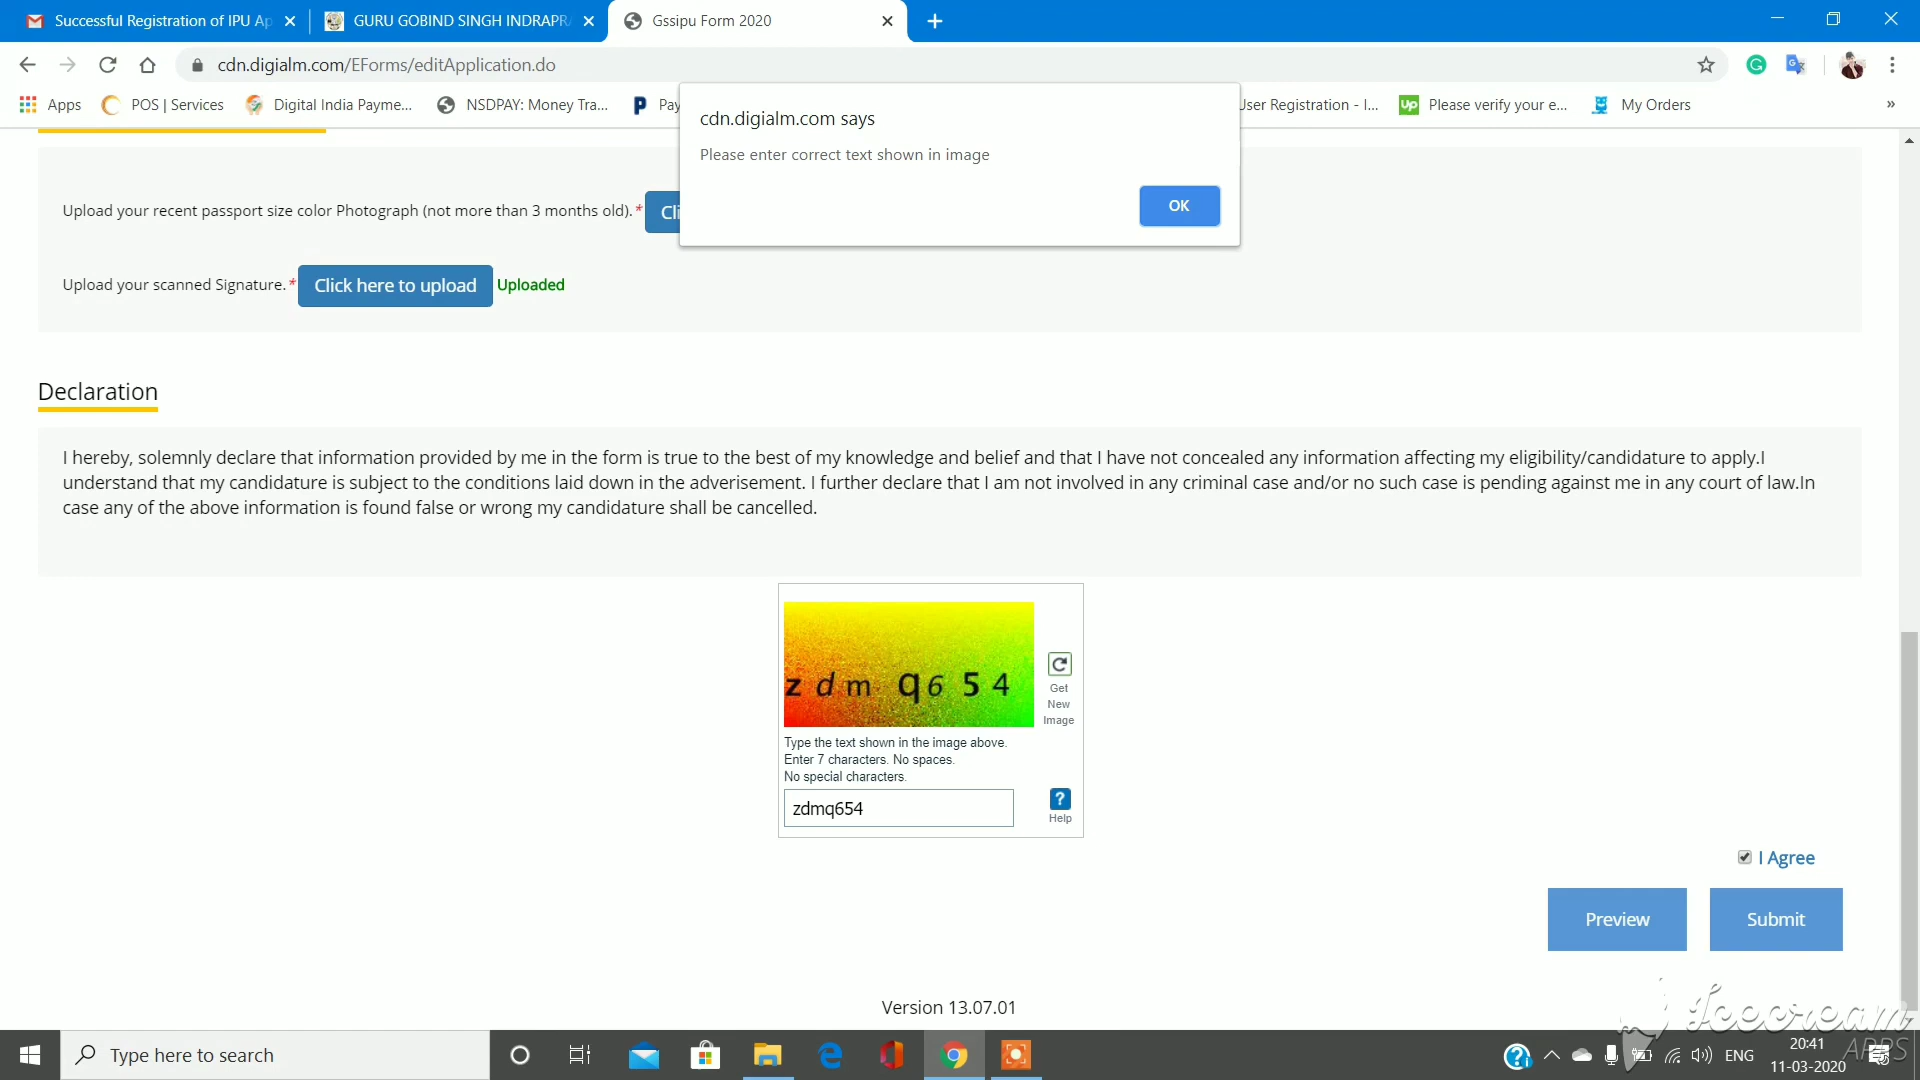 Successful Registration of IPU Ap
GURU GOBIND SINGH INDRAPRA
Gssipu Form 2020
cdn.digialm.com/EForms/editApplication.do
Apps
POS | Services
Digital India Payme...
NSDPAY: Money Tra...
Pay
User Registration - I...
Please verify your e...
My Orders
»
cdn.digialm.com says
Please enter correct text shown in image
OK
Upload your recent passport size color Photograph (not more than 3 months old).* Cli
Upload your scanned Signature.* Click here to upload Uploaded
Declaration
I hereby, solemnly declare that information provided by me in the form is true to the best of my knowledge and belief and that I have not concealed any information affecting my eligibility/candidature to apply.I
understand that my candidature is subject to the conditions laid down in the adverisement. I further declare that I am not involved in any criminal case and/or no such case is pending against me in any court of law.In
case any of the above information is found false or wrong my candidature shall be cancelled.
z d m q 6 5 4
Get
New
Image
Type the text shown in the image above.
Enter 7 characters. No spaces.
No special characters.
zdmq654
? Help
I Agree
Preview Submit
Version 13.07.01
Icecream
APPS
Type here to search
ENG
20:41
11-03-2020